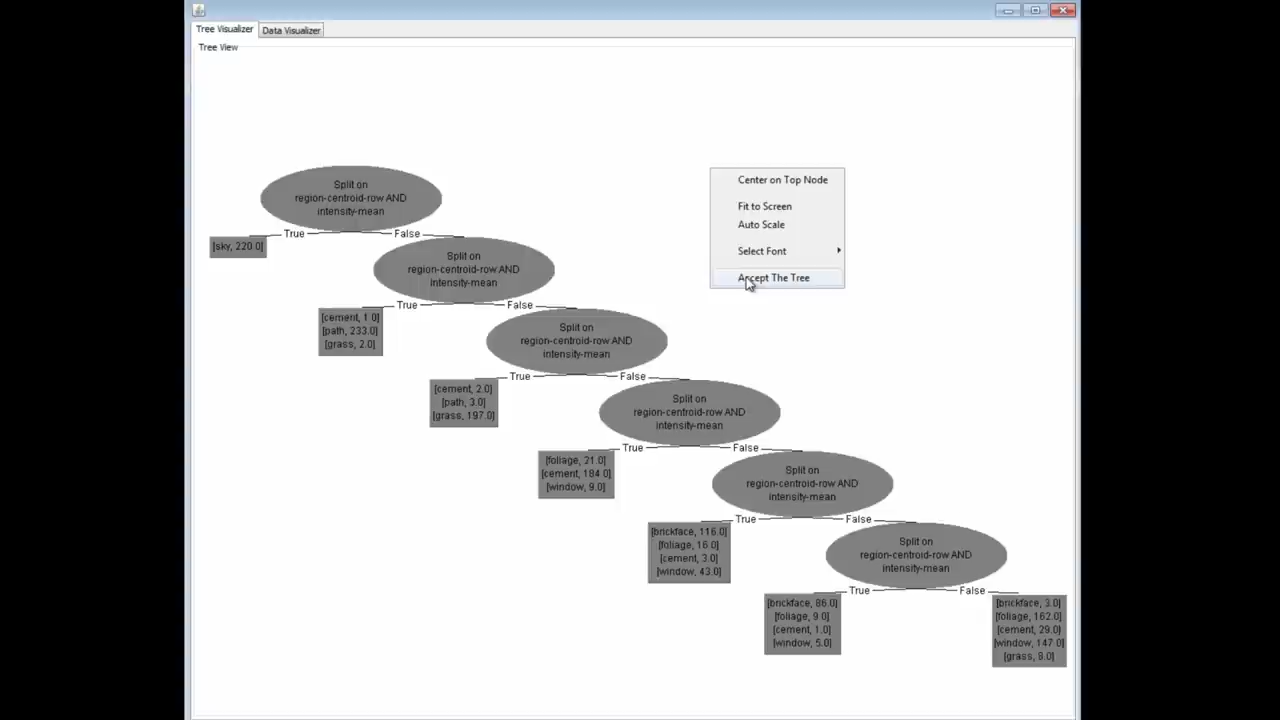 Tree Visualizer
Data Visualizer
Tree View
Split on
region-centroid-row AND
intensity-mean
True
False
[sky, 220.0]
Split on
region-centroid-row AND
intensity-mean
True
False
[cement, 1.0]
[path, 233.0]
[grass, 2.0]
Split on
region-centroid-row AND
intensity-mean
True
False
[cement, 2.0]
[path, 3.0]
[grass, 197.0]
Split on
region-centroid-row AND
intensity-mean
True
False
[foliage, 21.0]
[cement, 184.0]
[window, 9.0]
Split on
region-centroid-row AND
intensity-mean
True
False
[brickface, 116.0]
[foliage, 16.0]
[cement, 3.0]
[window, 43.0]
Split on
region-centroid-row AND
intensity-mean
True
False
[brickface, 86.0]
[foliage, 9.0]
[cement, 1.0]
[window, 5.0]
[brickface, 3.0]
[foliage, 162.0]
[cement, 29.0]
[window, 147.0]
[grass, 8.0]
Center on Top Node
Fit to Screen
Auto Scale
Select Font
Accept The Tree